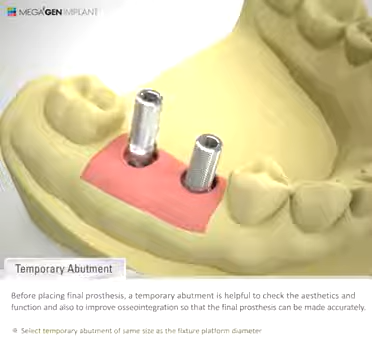 MEGAGEN IMPLANT
Temporary Abutment
Before placing final prosthesis, a temporary abutment is helpful to check the aesthetics and
function and also to improve osseointegration so that the final prosthesis can be made accurately.
※ Select temporary abutment of same size as the fixture platform diameter